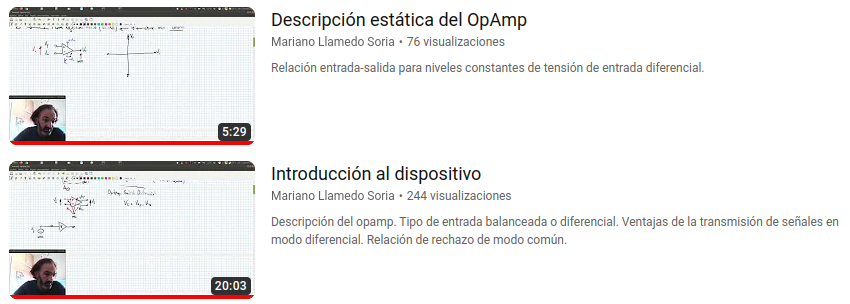 Descripción estática del OpAmp
Mariano Llamedo Soria • 76 visualizaciones
Relación entrada-salida para niveles constantes de tensión de entrada diferencial.
5:29
Introducción al dispositivo
Mariano Llamedo Soria • 244 visualizaciones
Descripción del opamp. Tipo de entrada balanceada o diferencial. Ventajas de la transmisión de señales en
modo diferencial. Relación de rechazo de modo común.
20:03